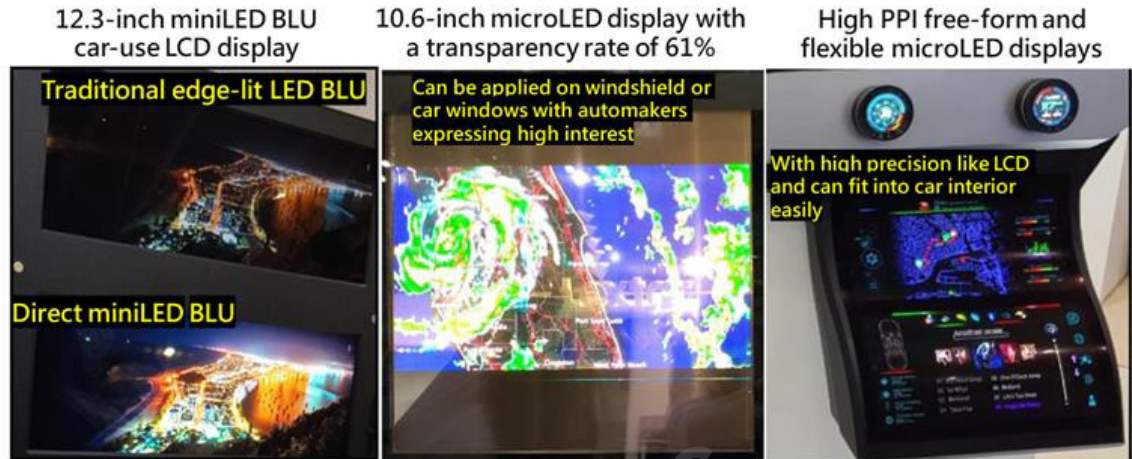 12.3-inch miniLED BLU
car-use LCD display
Traditional edge-lit LED BLU
Direct miniLED BLU
10.6-inch microLED display with
a transparency rate of 61%
Can be applied on windshield or
car windows with automakers
expressing high interest
High PPI free-form and
flexible microLED displays
With high precision like LCD
and can fit into car interior
easily